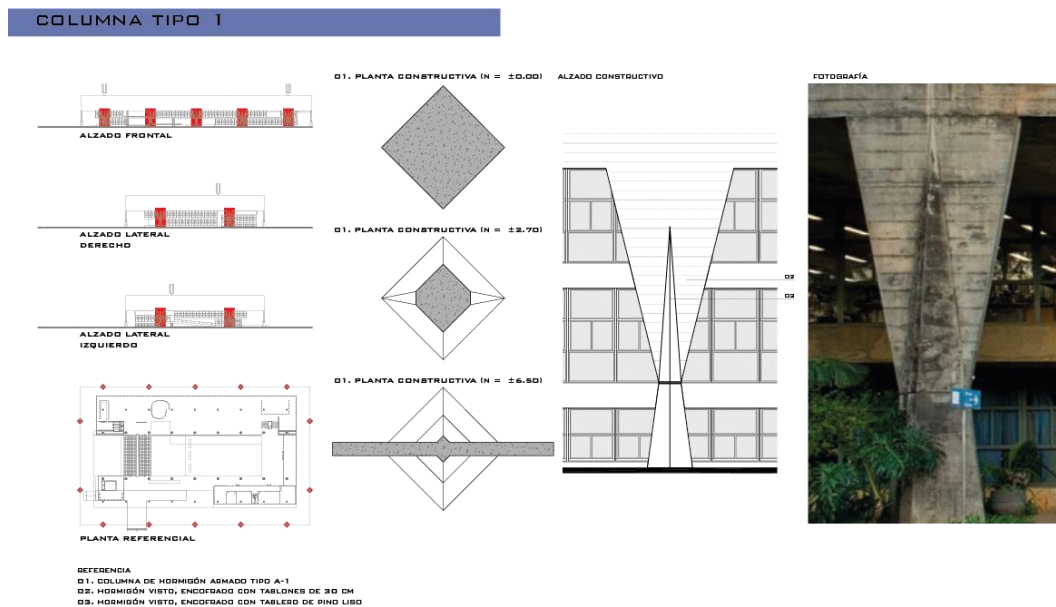 COLUMNA TIPO 1
01. PLANTA CONSTRUCTIVA (N = ±0.00)
ALZADO CONSTRUCTIVO
FOTOGRAFÍA
ALZADO FRONTAL
ALZADO LATERAL
DERECHO
01. PLANTA CONSTRUCTIVA (N = ±2.70)
02
03
ALZADO LATERAL
IZQUIERDO
01. PLANTA CONSTRUCTIVA (N = ±6.50)
PLANTA REFERENCIAL
REFERENCIA
01. COLUMNA DE HORMIGÓN ARMADO TIPO A-1
02. HORMIGÓN VISTO, ENCOFRADO CON TABLONES DE 30 CM
03. HORMIGÓN VISTO, ENCOFRADO CON TABLERO DE PINO LISO